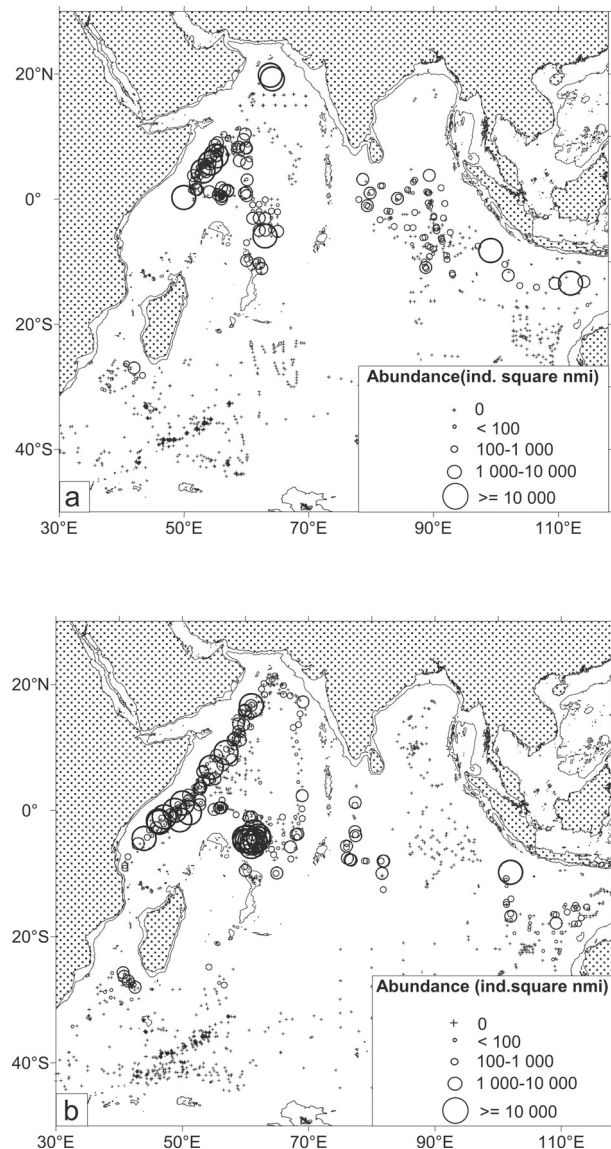 20°N
0°
20°S
40°S
Abundance(ind. square nmi)
+ 0
< 100
100-1 000
1 000-10 000
>= 10 000
a
30°E 50°E 70°E 90°E 110°E
20°N
0°
20°S
40°S
Abundance (ind.square nmi)
+ 0
< 100
100-1 000
1 000-10 000
>= 10 000
b
30°E 50°E 70°E 90°E 110°E